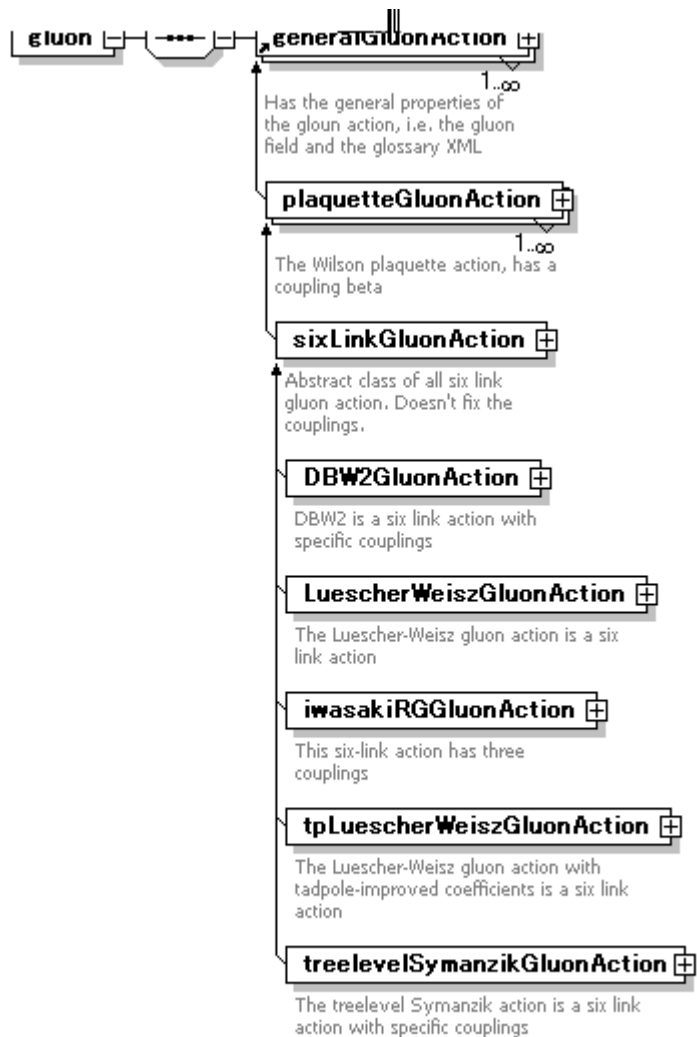 gluon generalGluonAction
1..∞
Has the general properties of
the gloun action, i.e. the gluon
field and the glossary XML
plaquetteGluonAction
1..∞
The Wilson plaquette action, has a
coupling beta
sixLinkGluonAction
Abstract class of all six link
gluon action. Doesn't fix the
couplings.
DBW2GluonAction
DBW2 is a six link action with
specific couplings
LuescherWeiszGluonAction
The Luescher-Weisz gluon action is a six
link action
iwasakiRGGluonAction
This six-link action has three
couplings
tpLuescherWeiszGluonAction
The Luescher-Weisz gluon action with
tadpole-improved coefficients is a six link
action
treelevelSymanzikGluonAction
The treelevel Symanzik action is a six link
action with specific couplings